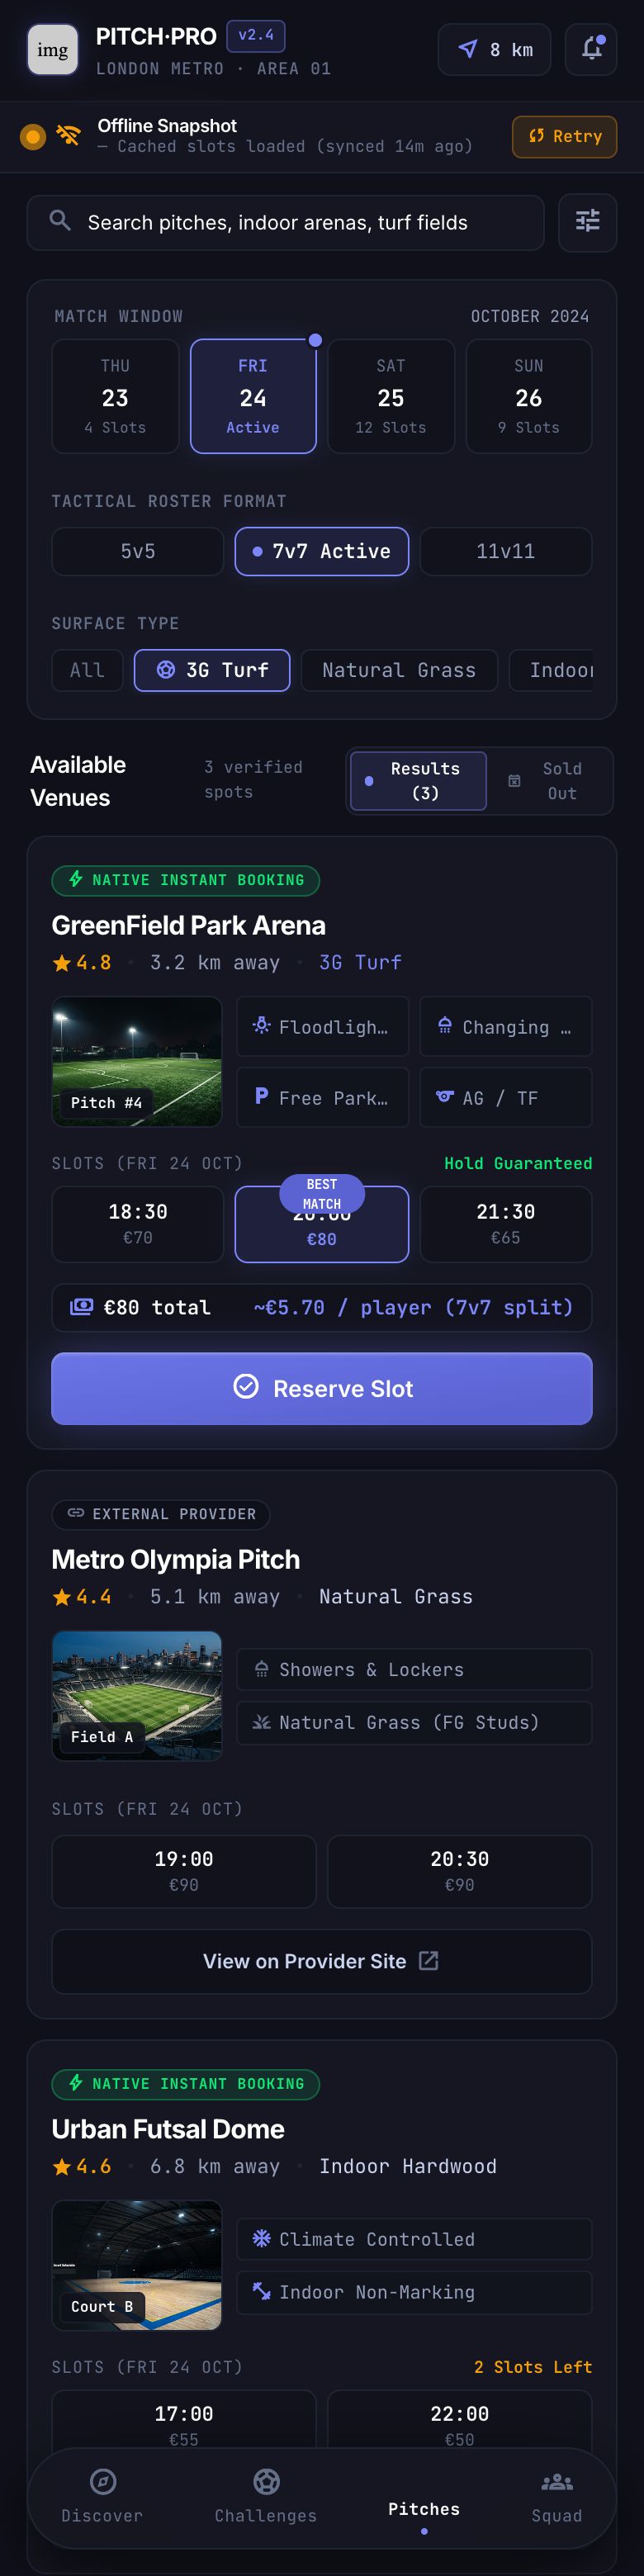 img
PITCH·PRO v2.4
LONDON METRO · AREA 01
8 km
Offline Snapshot
— Cached slots loaded (synced 14m ago)
Retry
Search pitches, indoor arenas, turf fields
MATCH WINDOW
OCTOBER 2024
THU
23
4 Slots
FRI
24
Active
SAT
25
12 Slots
SUN
26
9 Slots
TACTICAL ROSTER FORMAT
5v5
7v7 Active
11v11
SURFACE TYPE
All
3G Turf
Natural Grass
Indoor
Available
Venues
3 verified
spots
Results
(3)
Sold
Out
NATIVE INSTANT BOOKING
GreenField Park Arena
4.8 · 3.2 km away · 3G Turf
Pitch #4
Floodligh…
Changing …
Free Park…
AG / TF
SLOTS (FRI 24 OCT)
Hold Guaranteed
18:30
€70
BEST
MATCH
€80
21:30
€65
€80 total
~€5.70 / player (7v7 split)
Reserve Slot
EXTERNAL PROVIDER
Metro Olympia Pitch
4.4 · 5.1 km away · Natural Grass
Field A
Showers & Lockers
Natural Grass (FG Studs)
SLOTS (FRI 24 OCT)
19:00
€90
20:30
€90
View on Provider Site
NATIVE INSTANT BOOKING
Urban Futsal Dome
4.6 · 6.8 km away · Indoor Hardwood
Court B
Climate Controlled
Indoor Non-Marking
SLOTS (FRI 24 OCT)
2 Slots Left
17:00
€55
22:00
€50
Discover
Challenges
Pitches
Squad